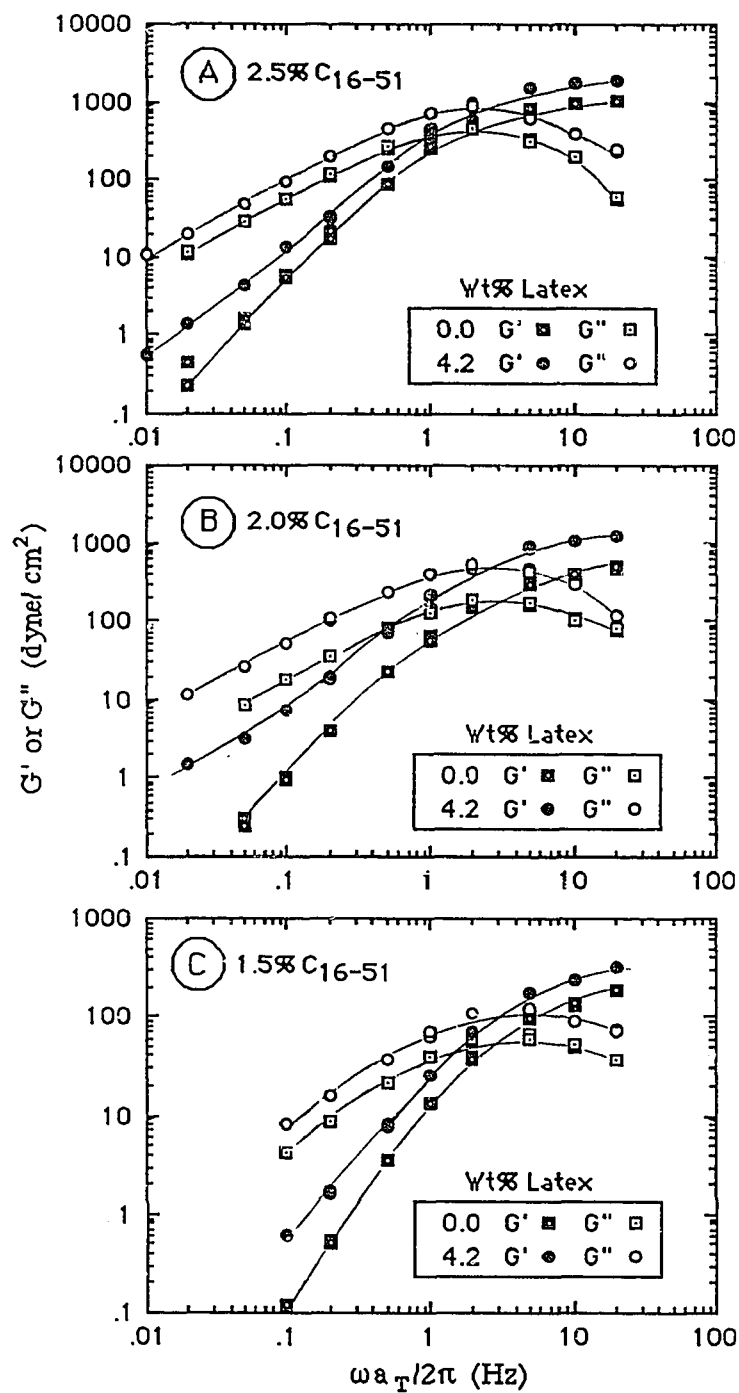 10000
1000
100
10
1
.1
A 2.5% C16-51
Wt% Latex
0.0 G' G"
4.2 G' G"
.01 .1 1 10 100
10000
1000
100
10
1
.1
B 2.0% C16-51
Wt% Latex
0.0 G' G"
4.2 G' G"
.01 .1 1 10 100
G' or G" (dyne/ cm2)
1000
100
10
1
.1
C 1.5% C16-51
Wt% Latex
0.0 G' G"
4.2 G' G"
.01 .1 1 10 100
ωaT/2π (Hz)